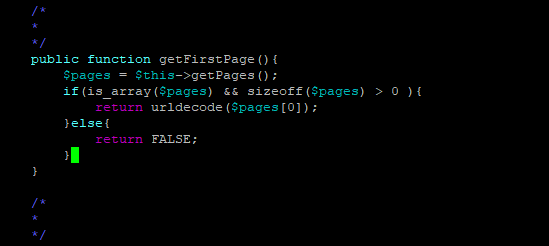 /*
*
*/
public function getFirstPage(){
$pages = $this->getPages();
if(is_array($pages) && sizeoff($pages) > 0 ){
return urldecode($pages[0]);
}else{
return FALSE;
}
}
/*
*
*/